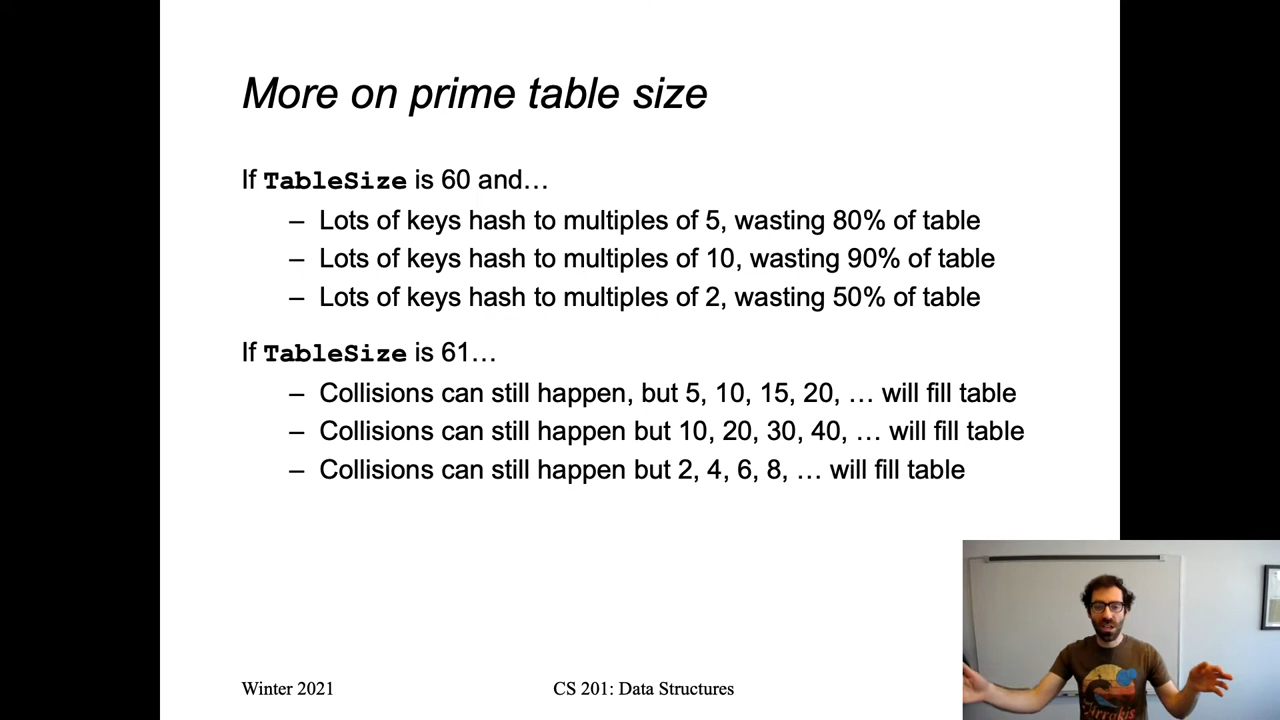 More on prime table size
If TableSize is 60 and…
– Lots of keys hash to multiples of 5, wasting 80% of table
– Lots of keys hash to multiples of 10, wasting 90% of table
– Lots of keys hash to multiples of 2, wasting 50% of table
If TableSize is 61…
– Collisions can still happen, but 5, 10, 15, 20, … will fill table
– Collisions can still happen but 10, 20, 30, 40, … will fill table
– Collisions can still happen but 2, 4, 6, 8, … will fill table
Winter 2021
CS 201: Data Structures
Arrakis